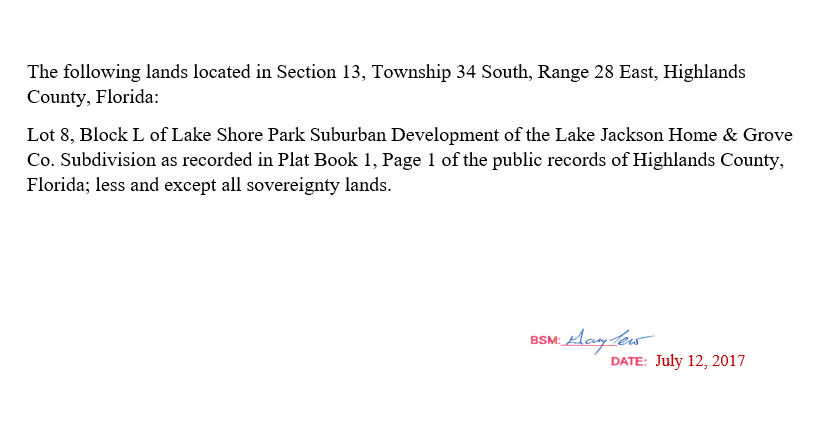 The following lands located in Section 13, Township 34 South, Range 28 East, Highlands
County, Florida:
Lot 8, Block L of Lake Shore Park Suburban Development of the Lake Jackson Home & Grove
Co. Subdivision as recorded in Plat Book 1, Page 1 of the public records of Highlands County,
Florida; less and except all sovereignty lands.
BSM:
DATE: July 12, 2017